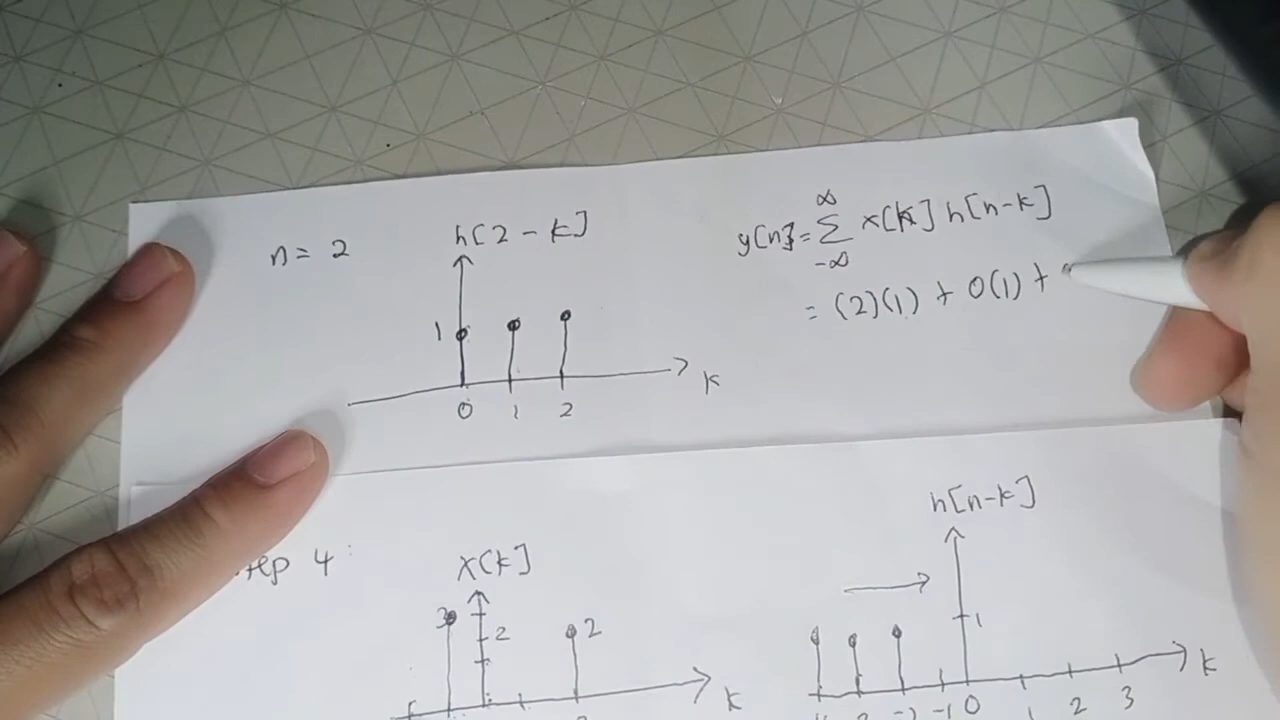 n = 2
h[2-k]
1
0 1 2
k
y[n] = ∑ x[k] h[n-k]
∞
-∞
= (2)(1) + 0(1) +
4:
x[k]
3
2
2
k
h[n-k]
1
-1 0 1 2 3
k